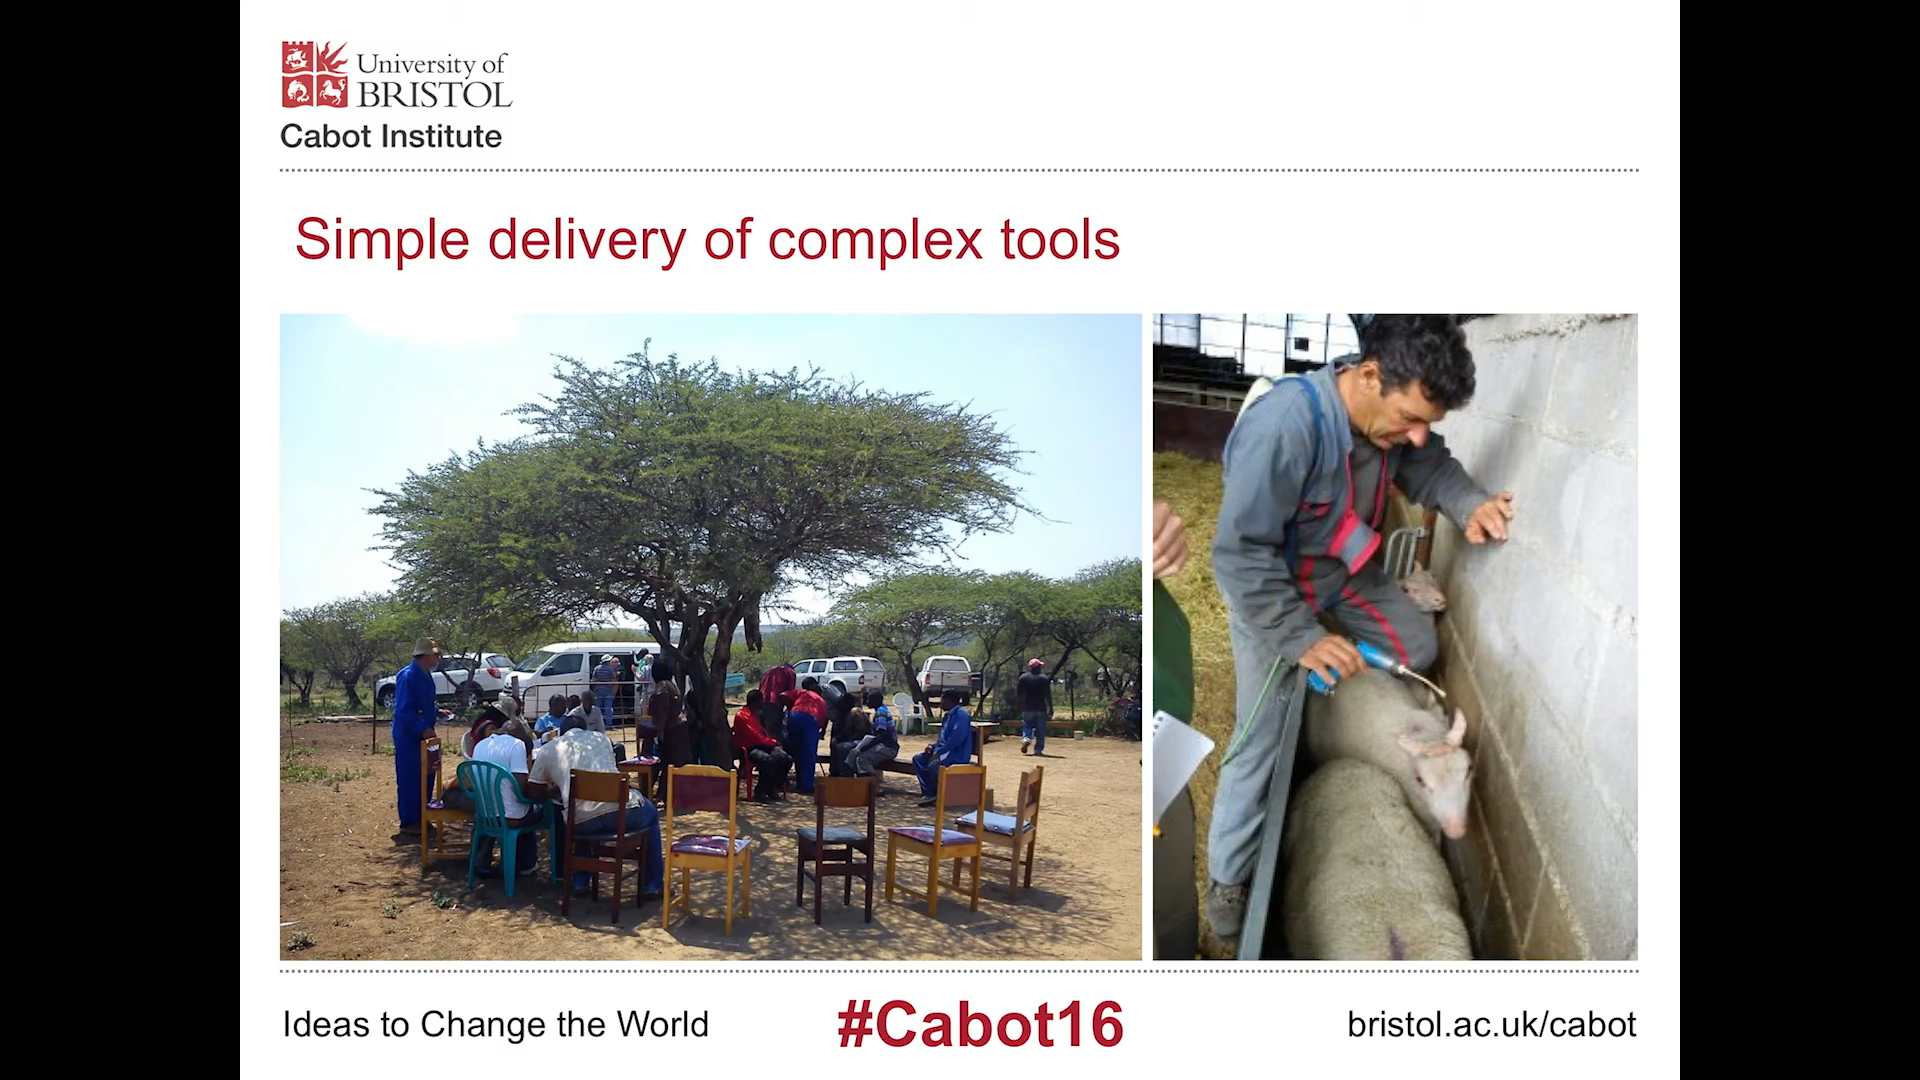 University of
BRISTOL
Cabot Institute
Simple delivery of complex tools
Ideas to Change the World
#Cabot16
bristol.ac.uk/cabot